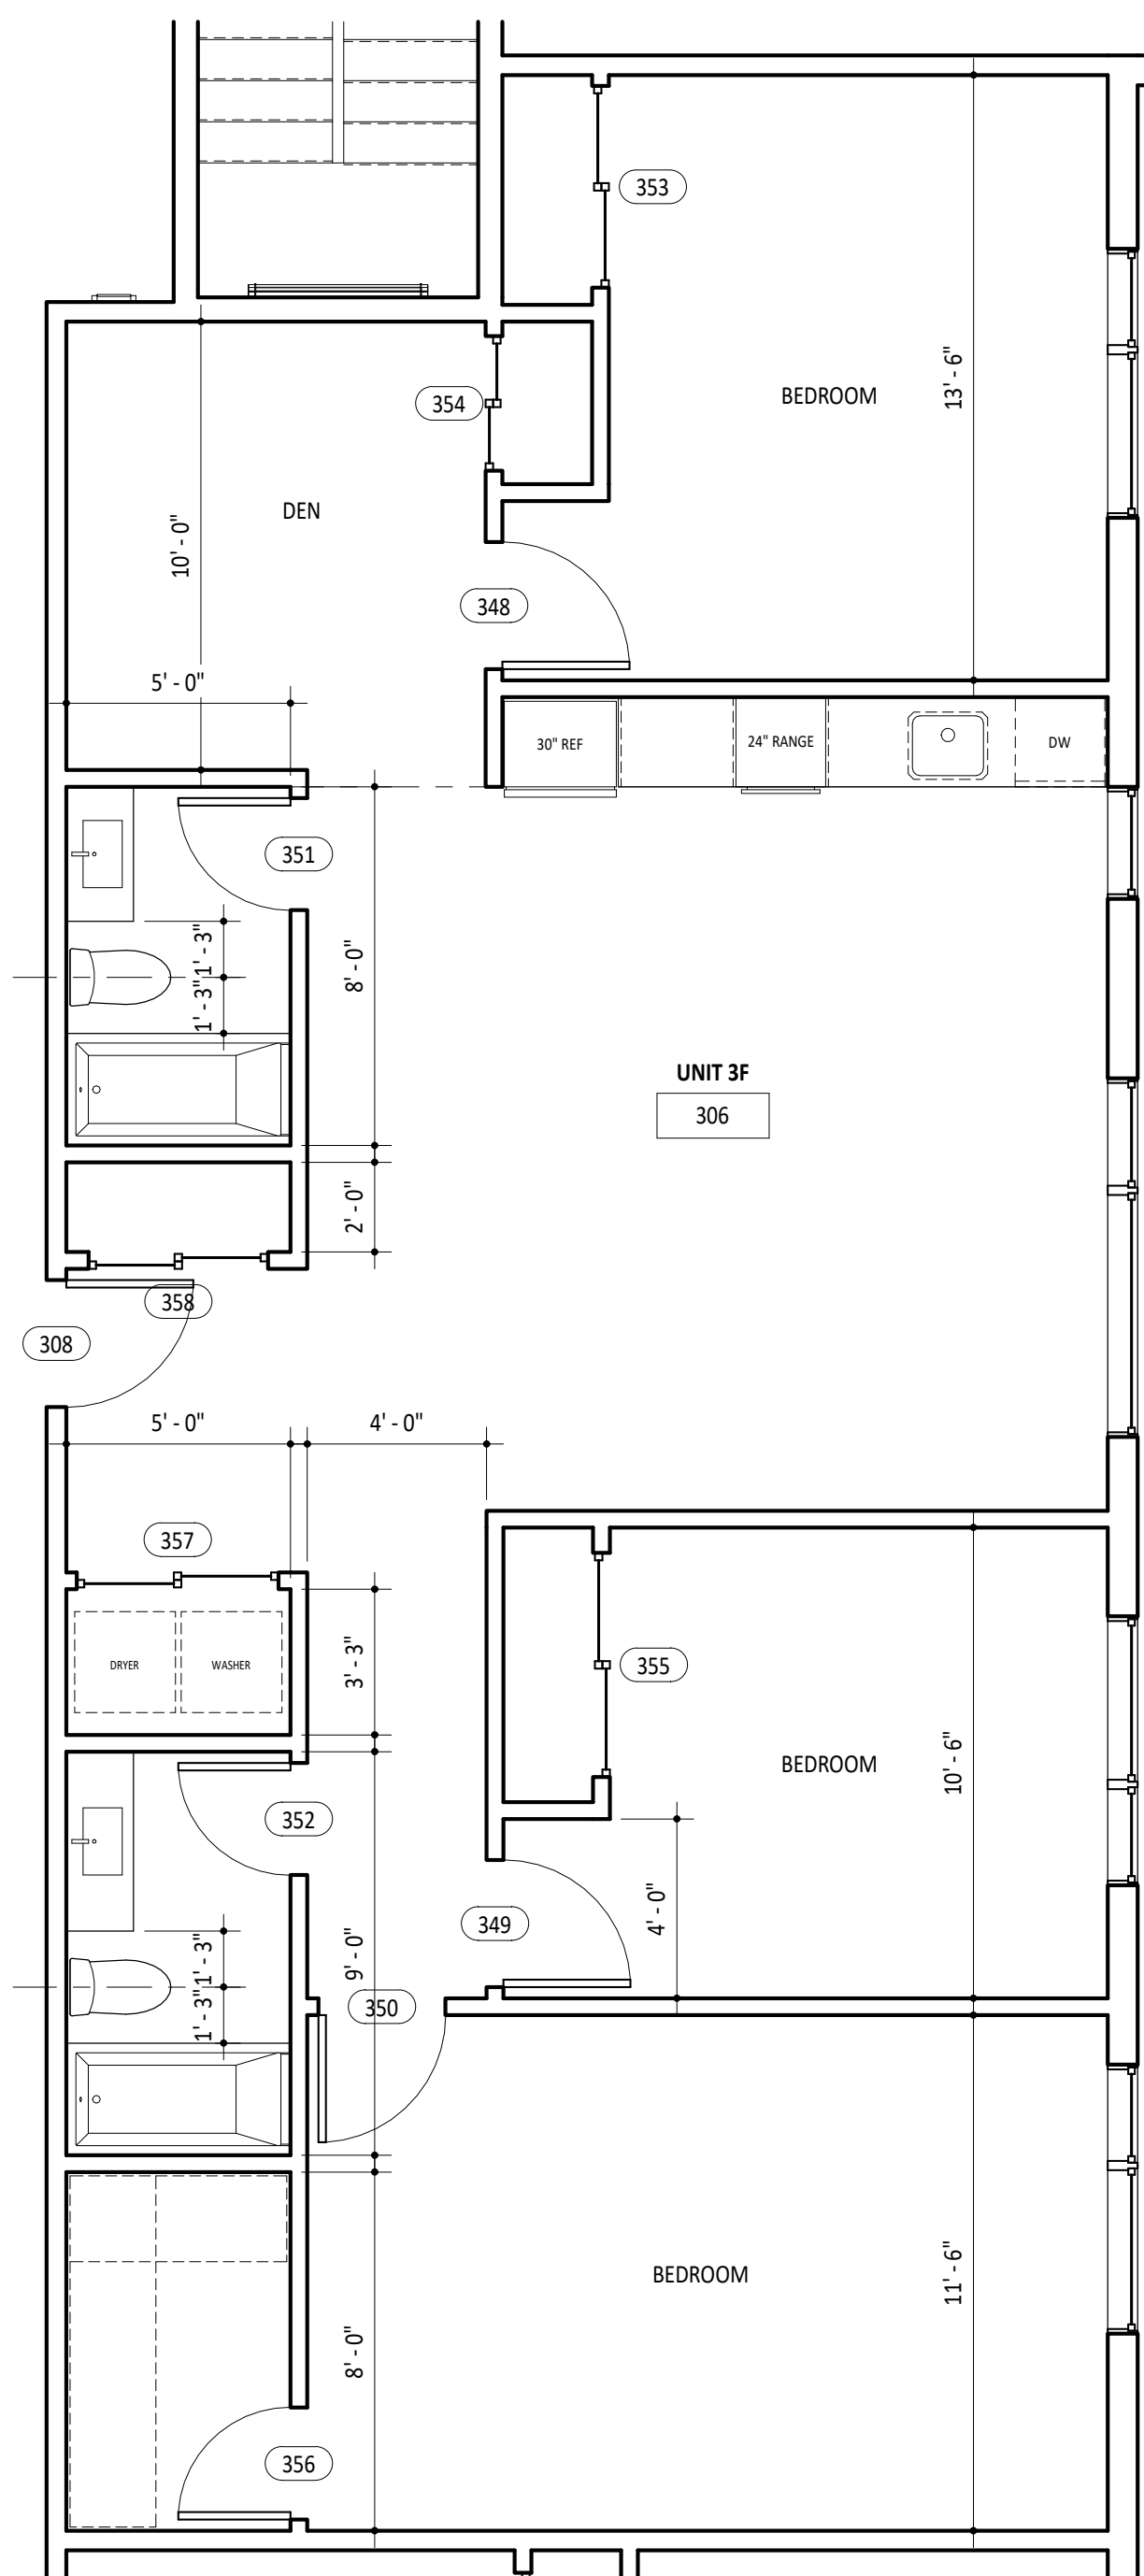 353
13' - 6"
BEDROOM
354
DEN
10' - 0"
348
5' - 0"
30" REF
24" RANGE
DW
351
1' - 3"
1' - 3"
8' - 0"
UNIT 3F
306
2' - 0"
358
308
5' - 0"
4' - 0"
357
DRYER
WASHER
3' - 3"
355
BEDROOM
10' - 6"
352
349
4' - 0"
1' - 3"
1' - 3"
9' - 0"
350
BEDROOM
11' - 6"
8' - 0"
356